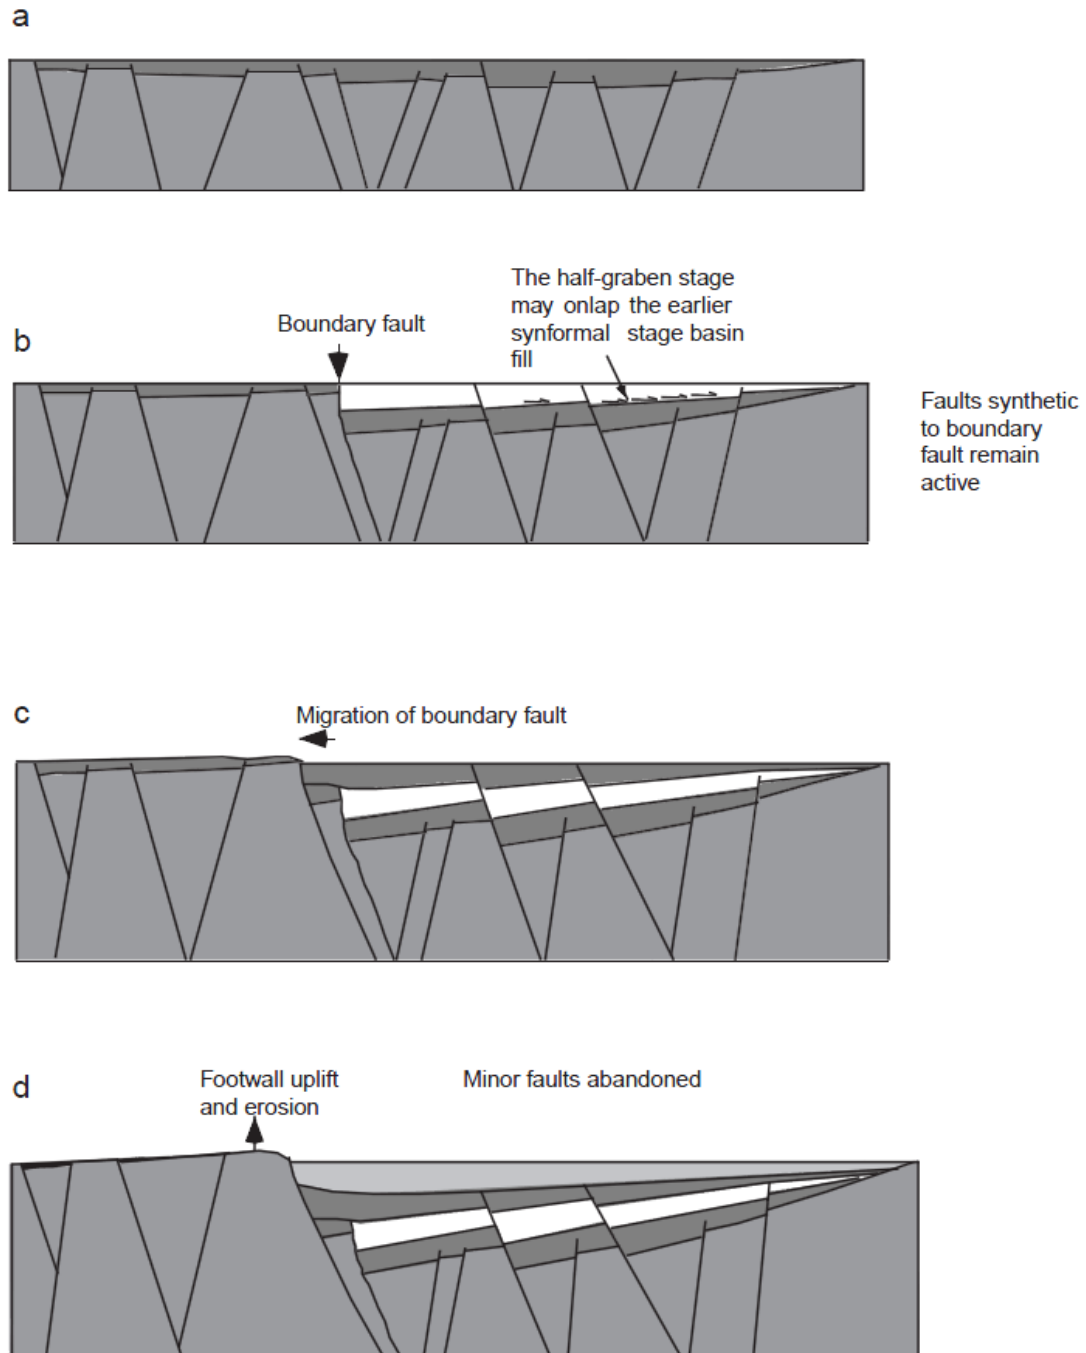 a
The half-graben stage
may onlap the earlier
synformal stage basin
fill
Boundary fault
b
Faults synthetic
to boundary
fault remain
active
c
Migration of boundary fault
d
Footwall uplift
and erosion
Minor faults abandoned